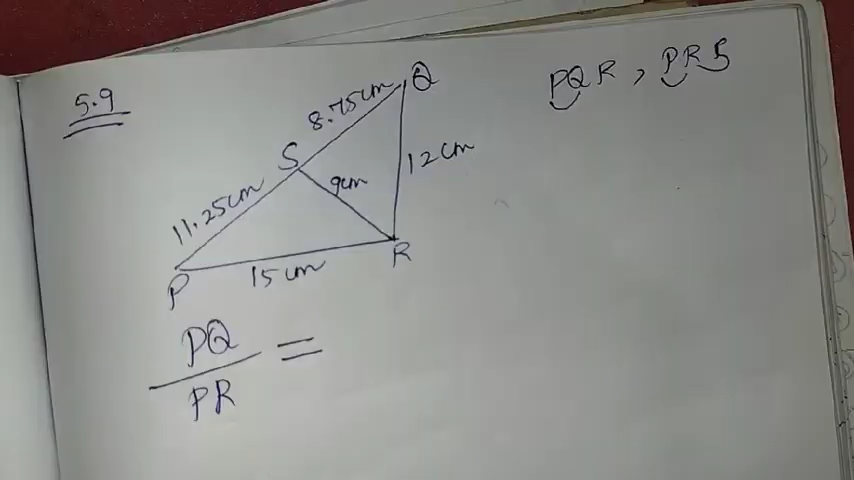 5.9
Q
8.75cm
PQR, PRS
S
12cm
9cm
11.25cm
R
15cm
P
PQ
PR
=